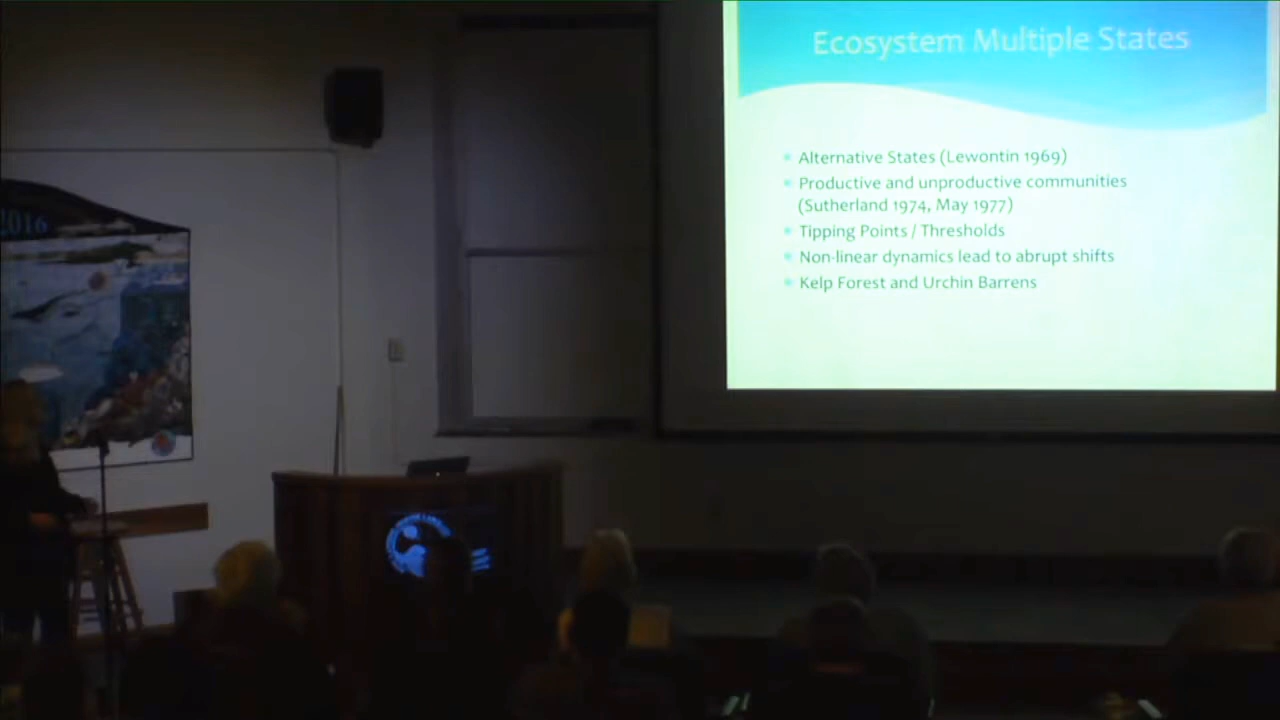 Ecosystem Multiple States
Alternative States (Lewontin 1969)
Productive and unproductive communities
(Sutherland 1974, May 1977)
Tipping Points / Thresholds
Non-linear dynamics lead to abrupt shifts
Kelp Forest and Urchin Barrens
2016